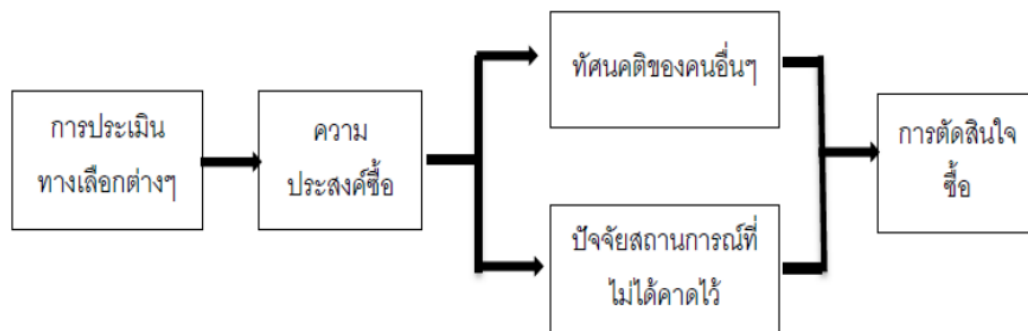 การประเมิน
ทางเลือกต่างๆ
ความ
ประสงค์ซื้อ
ทัศนคติของคนอื่นๆ
ปัจจัยสถานการณ์ที่
ไม่ได้คาดไว้
การตัดสินใจ
ซื้อ